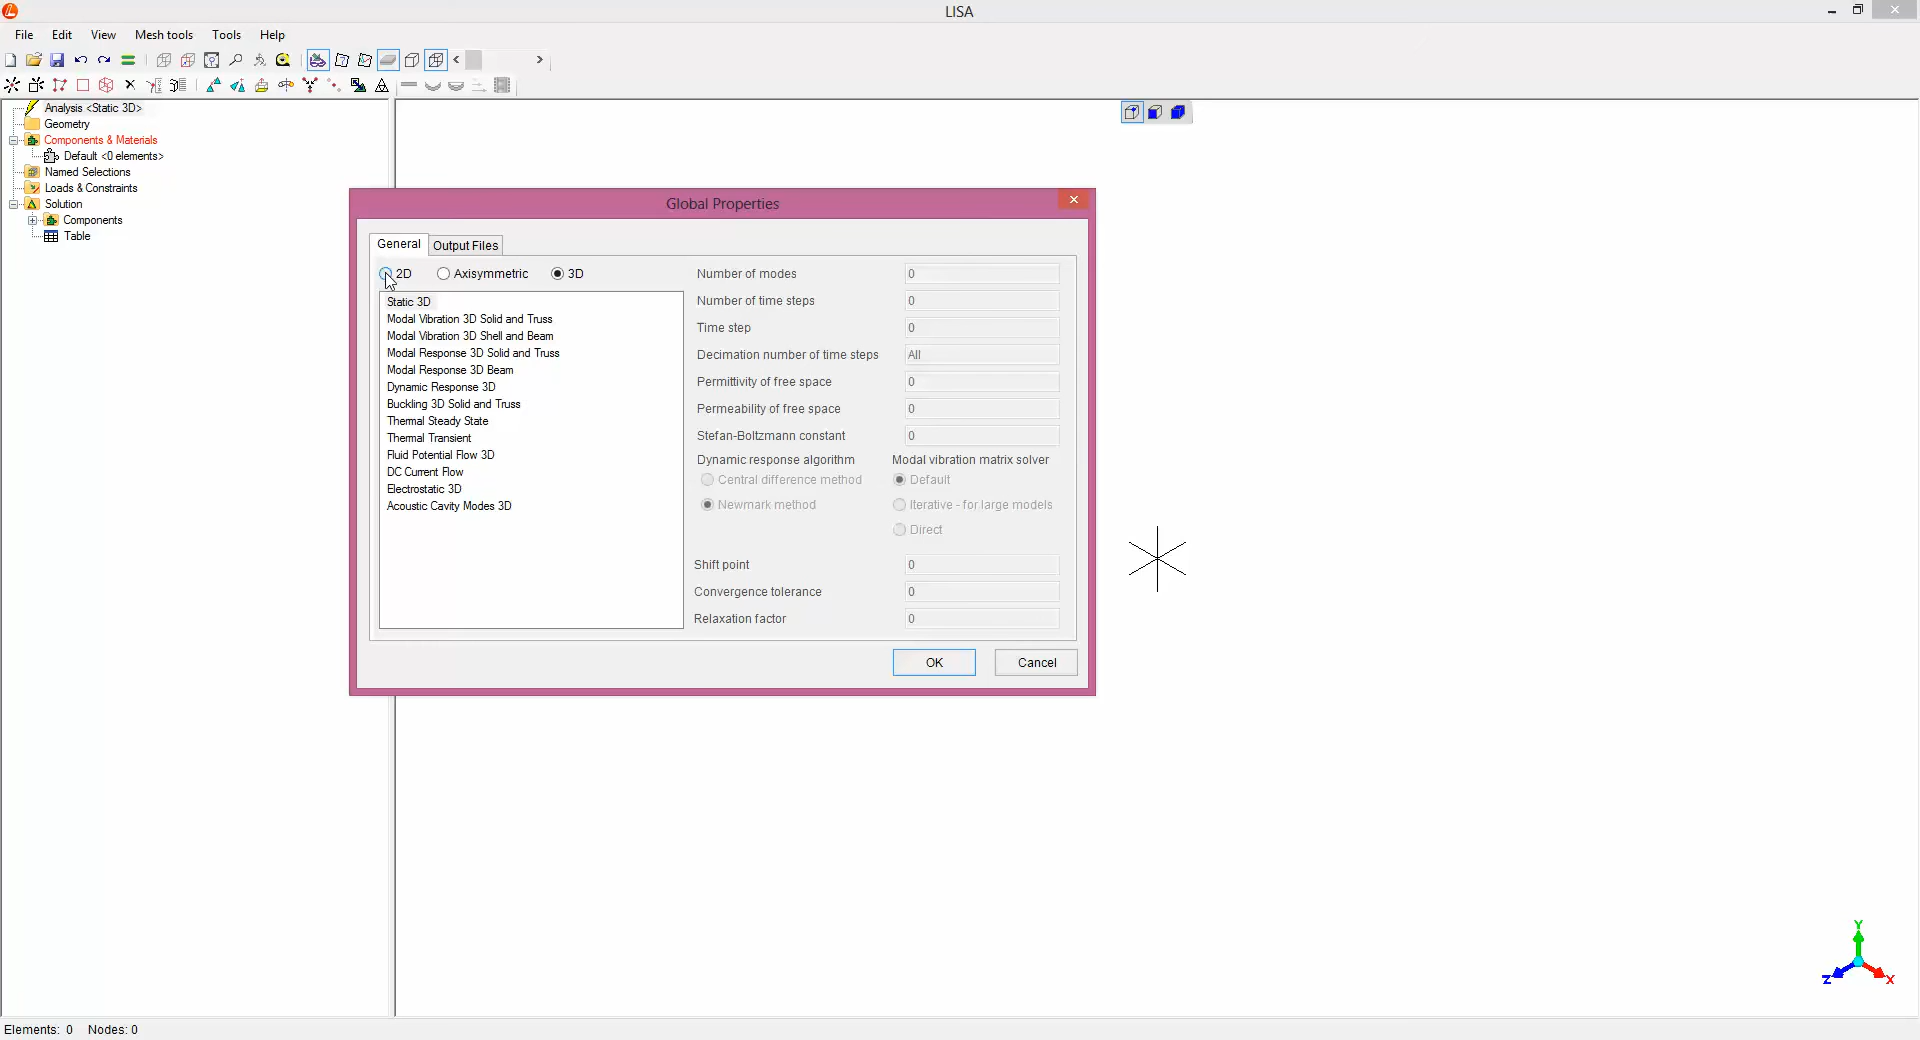 LISA
File Edit View Mesh tools Tools Help
Analysis <Static 3D>
Geometry
Components & Materials
Default <0 elements>
Named Selections
Loads & Constraints
Solution
Components
Table
Global Properties
General Output Files
2D Axisymmetric 3D
Static 3D
Modal Vibration 3D Solid and Truss
Modal Vibration 3D Shell and Beam
Modal Response 3D Solid and Truss
Modal Response 3D Beam
Dynamic Response 3D
Buckling 3D Solid and Truss
Thermal Steady State
Thermal Transient
Fluid Potential Flow 3D
DC Current Flow
Electrostatic 3D
Acoustic Cavity Modes 3D
Number of modes 0
Number of time steps 0
Time step 0
Decimation number of time steps All
Permittivity of free space 0
Permeability of free space 0
Stefan-Boltzmann constant 0
Dynamic response algorithm Modal vibration matrix solver
Central difference method Default
Newmark method Iterative - for large models
Direct
Shift point 0
Convergence tolerance 0
Relaxation factor 0
OK Cancel
Y
Z X
Elements: 0 Nodes: 0